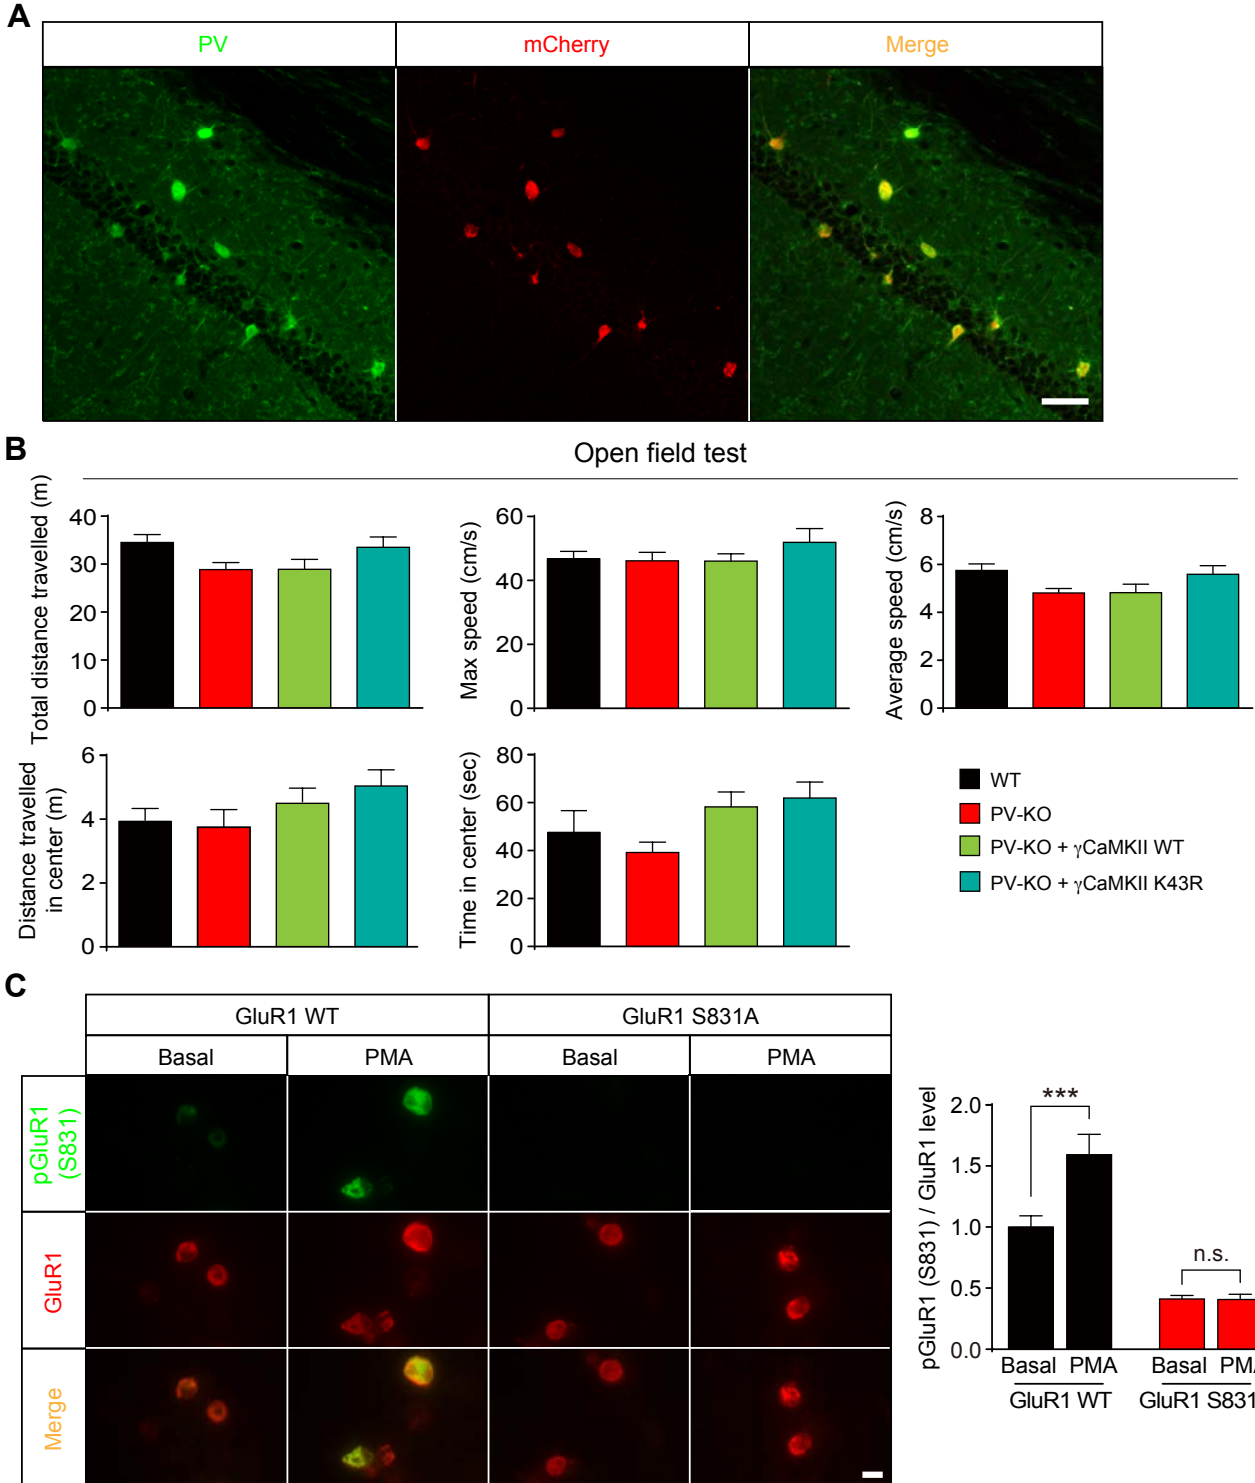 A
PV
mCherry
Merge
B
Open field test
Total distance travelled (m)
40
30
20
10
0
Max speed (cm/s)
60
40
20
0
Average speed (cm/s)
8
6
4
2
0
Distance travelled
in center (m)
6
4
2
0
Time in center (sec)
80
60
40
20
0
WT
PV-KO
PV-KO + γCaMKII WT
PV-KO + γCaMKII K43R
C
GluR1 WT
GluR1 S831A
Basal
PMA
Basal
PMA
pGluR1
(S831)
GluR1
Merge
pGluR1 (S831) / GluR1 level
2.0
1.5
1.0
0.5
0.0
***
n.s.
Basal PMA
Basal PM
GluR1 WT
GluR1 S831